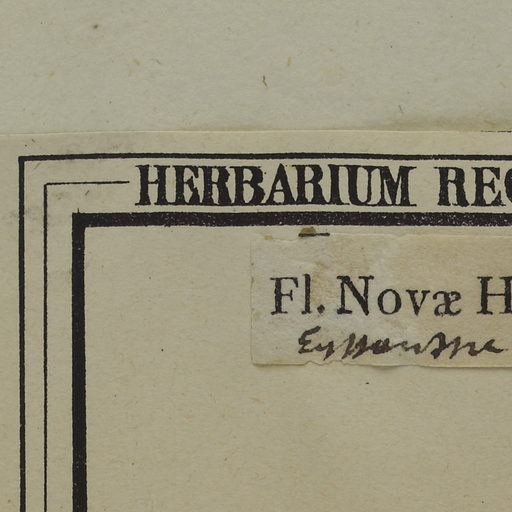 HERBARIUM REG
Fl. Novæ H